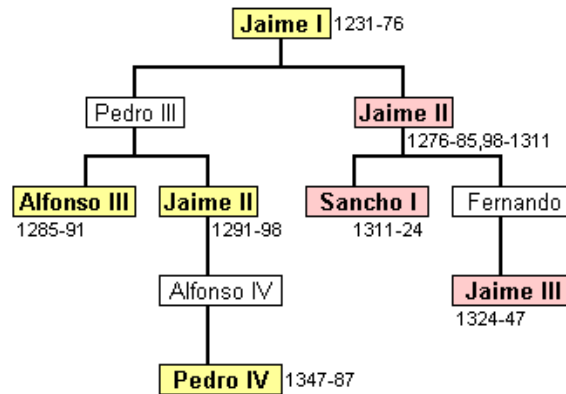 Jaime I 1231-76
Pedro III
Jaime II
1276-85,98-1311
Alfonso III
1285-91
Jaime II
1291-98
Sancho I
1311-24
Fernando
Alfonso IV
Jaime III
1324-47
Pedro IV 1347-87